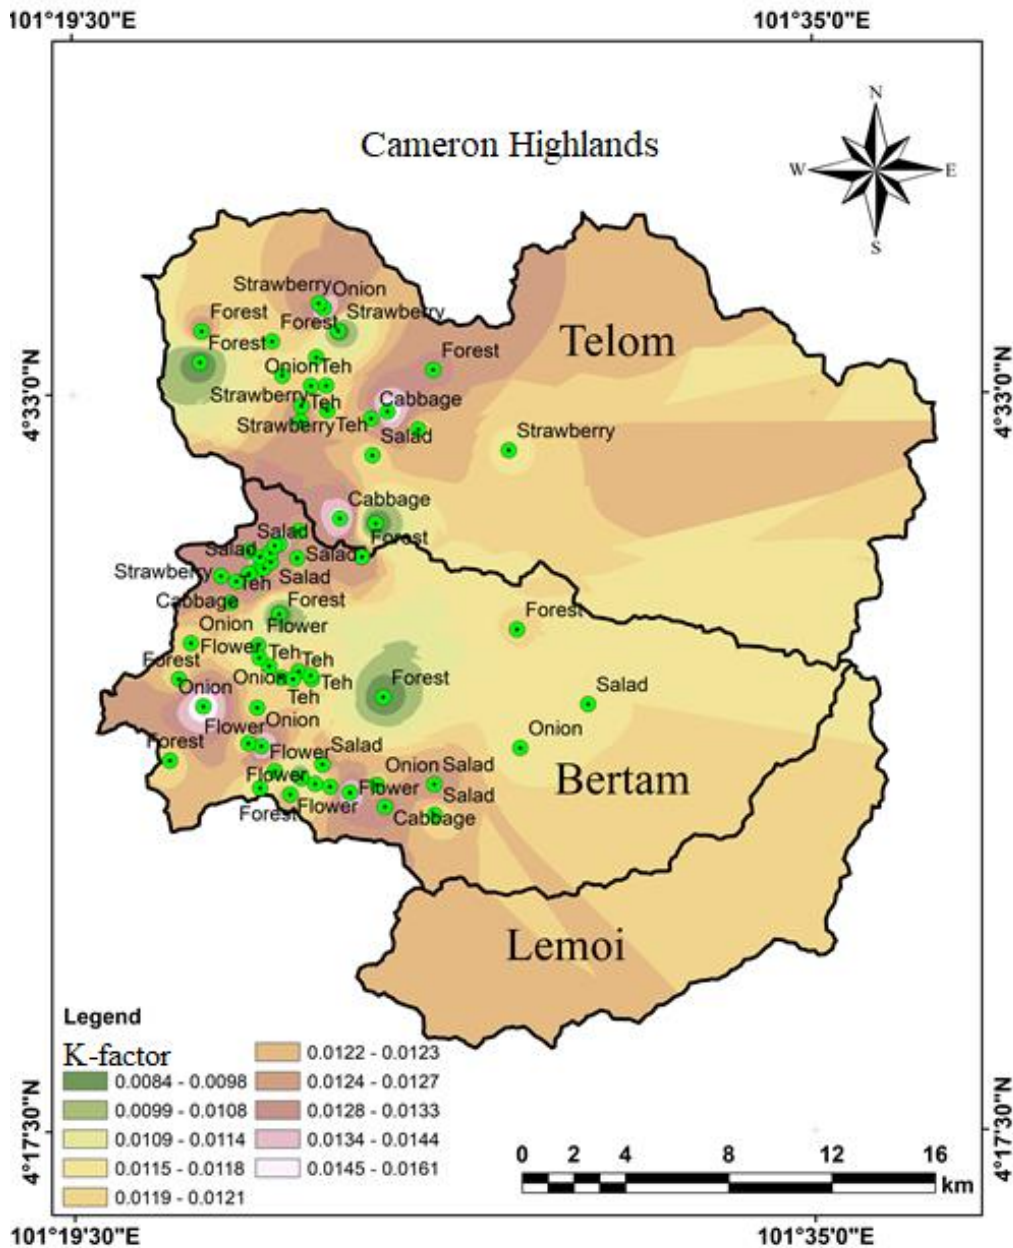 101°19'30"E 101°35'0"E
Cameron Highlands
N
W E
S
Strawberry Onion
Forest Strawberry
Forest
Forest
Telom
Forest
Onion Teh
4°33'0"N 4°33'0"N
Strawberry Teh Cabbage
Strawberry Teh
Salad Strawberry
Cabbage
Salad Forest
Salad Salad
Strawberry Teh Salad
Cabbage Forest
Onion Flower Forest
Flower Teh Teh
Forest
Onion Teh Forest
Onion Teh Salad
Flower Onion Onion
Forest Flower Salad
Flower Onion Salad
Bertam
Flower Salad
Forest Flower Cabbage
Lemoi
Legend
K-factor
0.0084 - 0.0098
0.0099 - 0.0108
0.0109 - 0.0114
0.0115 - 0.0118
0.0119 - 0.0121
0.0122 - 0.0123
0.0124 - 0.0127
0.0128 - 0.0133
0.0134 - 0.0144
0.0145 - 0.0161
4°17'30"N 4°17'30"N
0 2 4 8 12 16
km
101°19'30"E 101°35'0"E